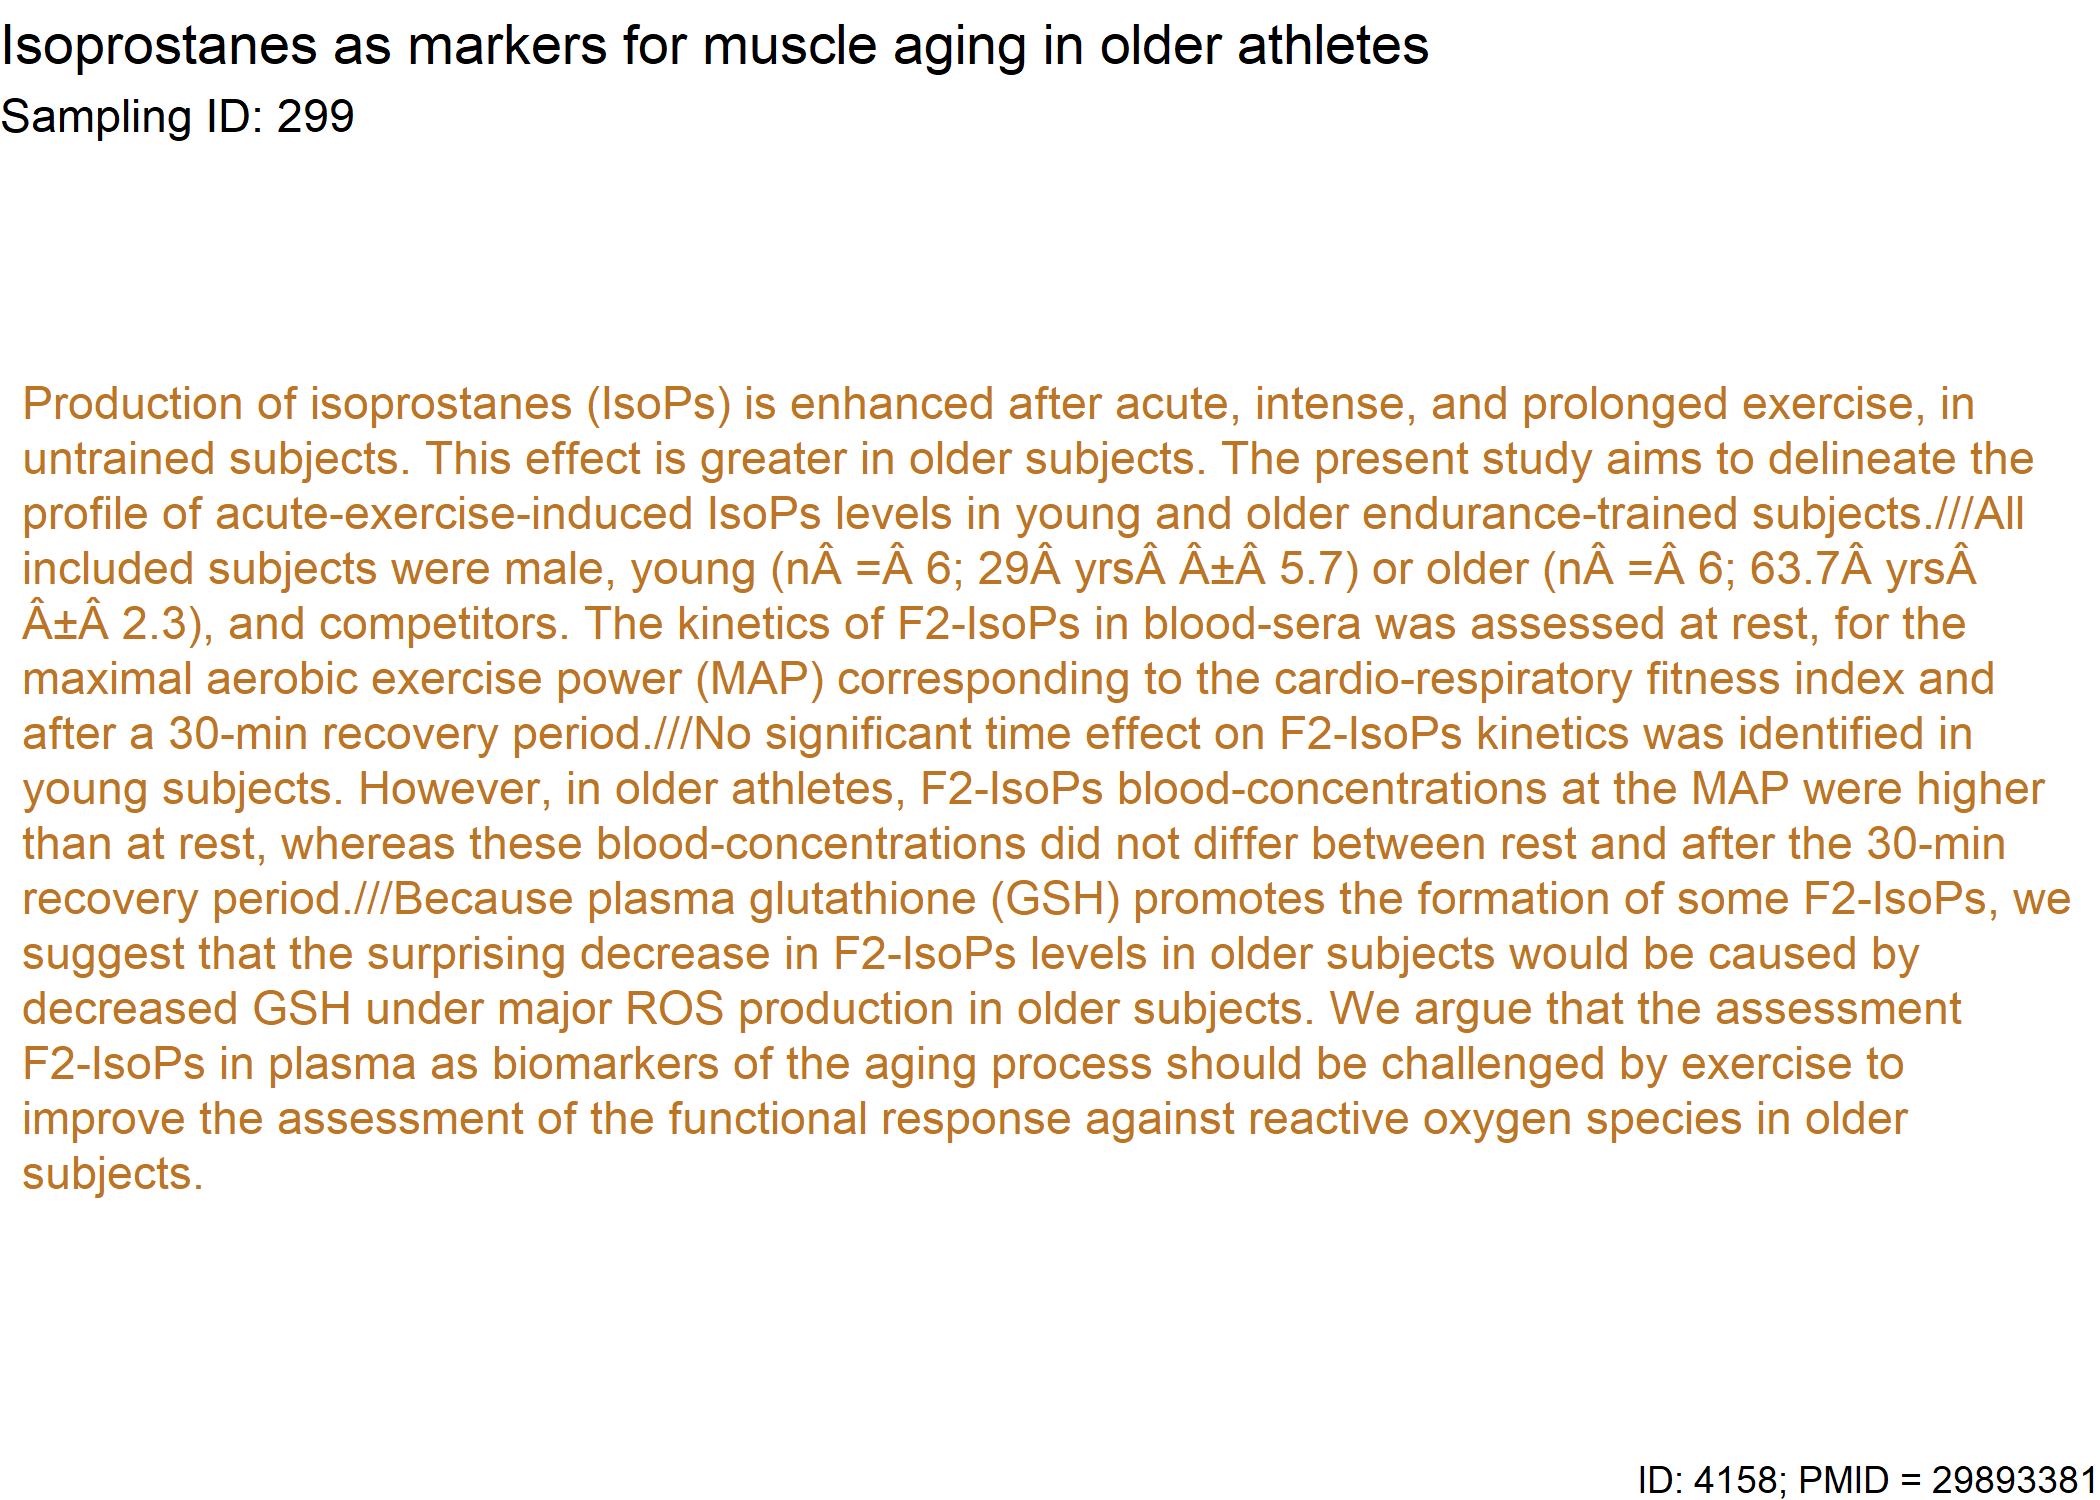 Isoprostanes as markers for muscle aging in older athletes
Sampling ID: 299
Production of isoprostanes (IsoPs) is enhanced after acute, intense, and prolonged exercise, in
untrained subjects. This effect is greater in older subjects. The present study aims to delineate the
profile of acute-exercise-induced IsoPs levels in young and older endurance-trained subjects.///All
included subjects were male, young (nÂ =Â 6; 29Â yrsÂ Â±Â 5.7) or older (nÂ =Â 6; 63.7Â yrsÂ
Â±Â 2.3), and competitors. The kinetics of F2-IsoPs in blood-sera was assessed at rest, for the
maximal aerobic exercise power (MAP) corresponding to the cardio-respiratory fitness index and
after a 30-min recovery period.///No significant time effect on F2-IsoPs kinetics was identified in
young subjects. However, in older athletes, F2-IsoPs blood-concentrations at the MAP were higher
than at rest, whereas these blood-concentrations did not differ between rest and after the 30-min
recovery period.///Because plasma glutathione (GSH) promotes the formation of some F2-IsoPs, we
suggest that the surprising decrease in F2-IsoPs levels in older subjects would be caused by
decreased GSH under major ROS production in older subjects. We argue that the assessment
F2-IsoPs in plasma as biomarkers of the aging process should be challenged by exercise to
improve the assessment of the functional response against reactive oxygen species in older
subjects.
ID: 4158; PMID = 29893381